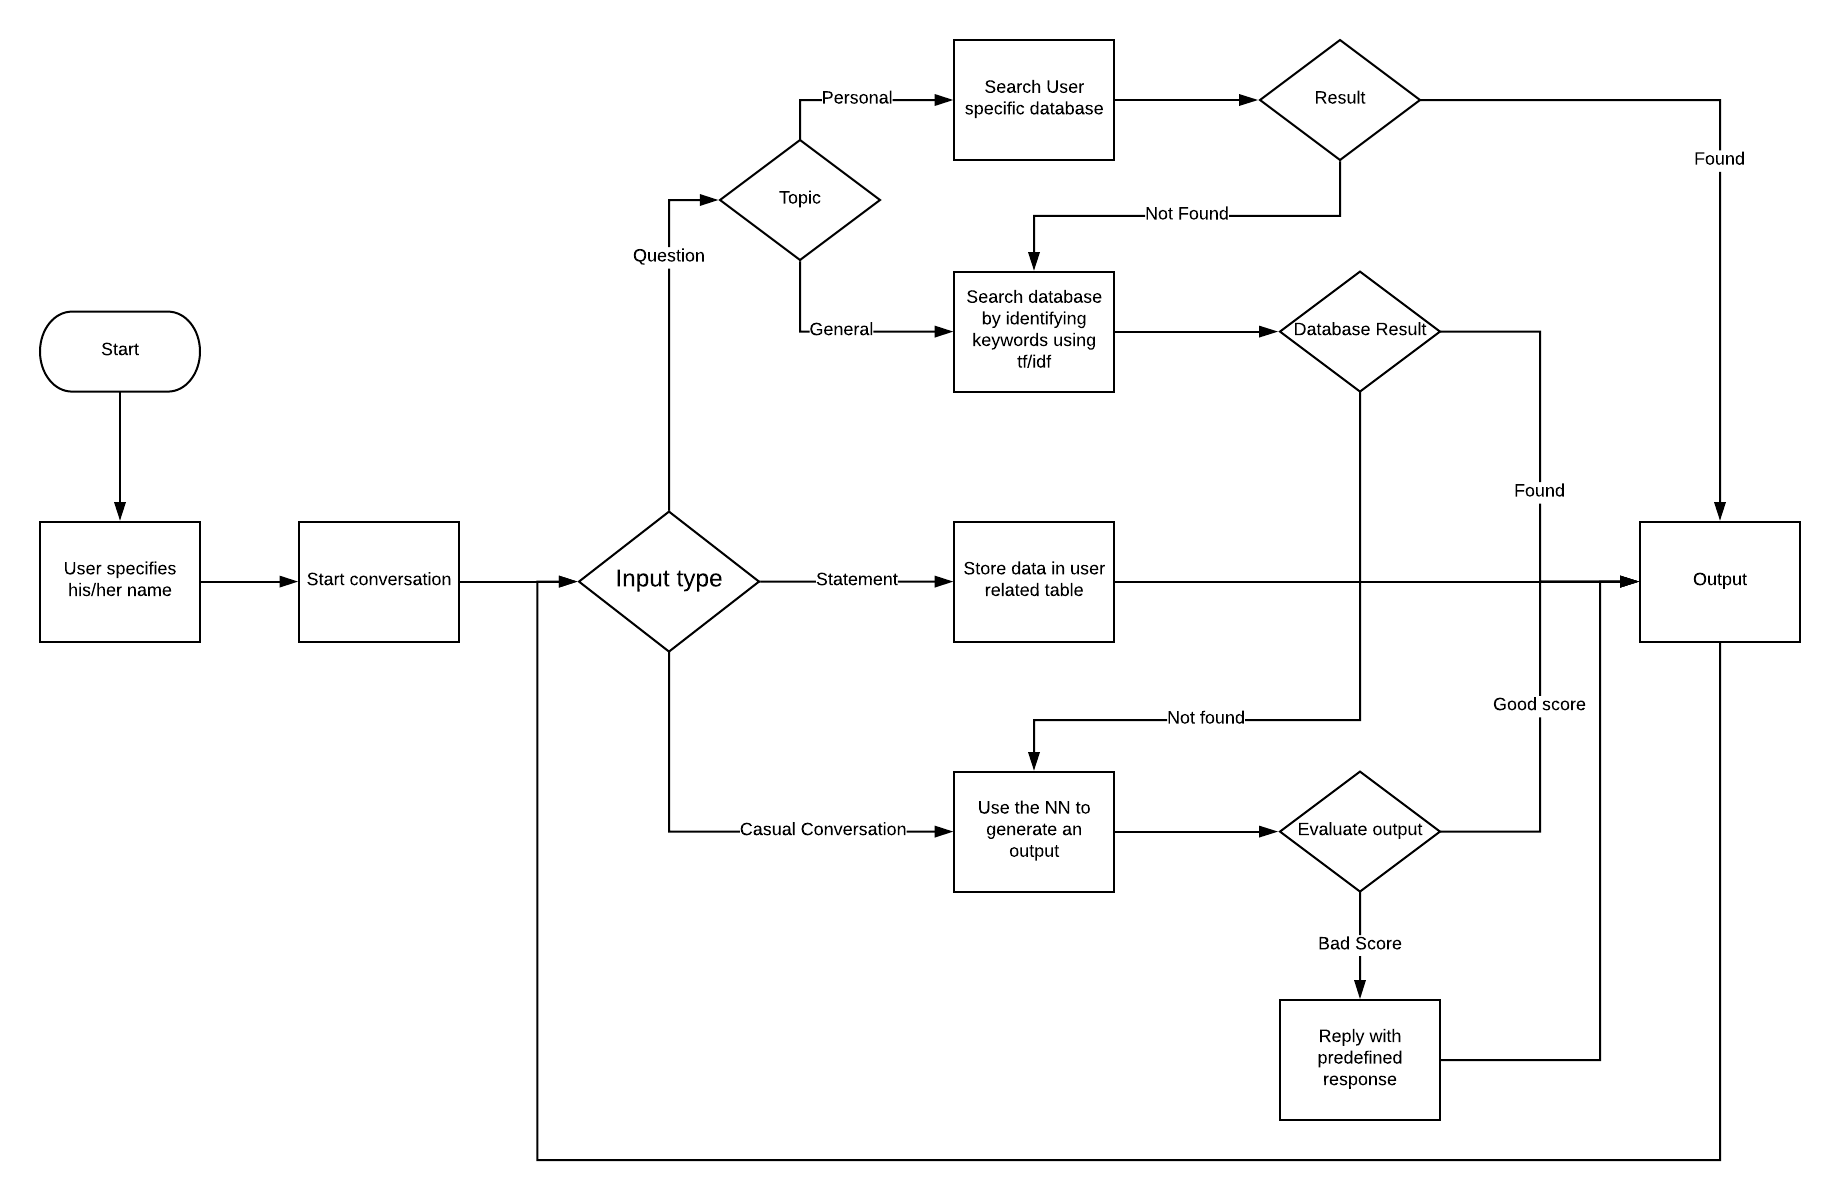 Personal
Search User
specific database
Result
Found
Topic
Not Found
Question
General
Search database
by identifying
keywords using
tf/idf
Database Result
Start
Found
User specifies
his/her name
Start conversation
Input type
Statement
Store data in user
related table
Output
Good score
Not found
Casual Conversation
Use the NN to
generate an
output
Evaluate output
Bad Score
Reply with
predefined
response